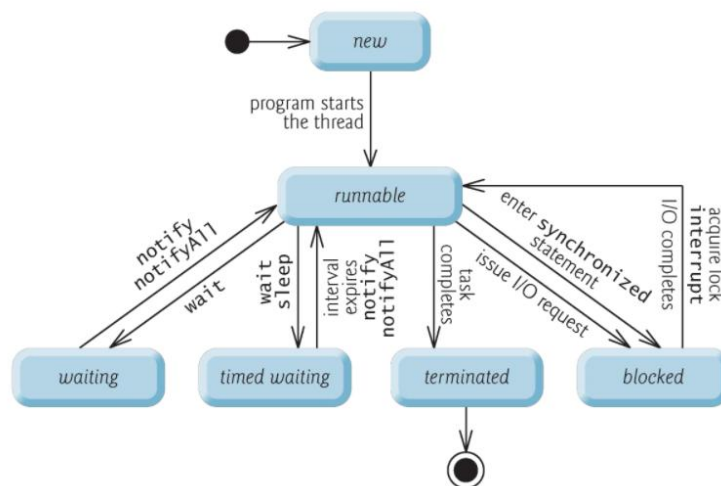 new
program starts
the thread
runnable
notify
notifyAll
wait
wait
sleep
interval
expires
notify
notifyAll
task
completes
enter synchronized
statement
issue I/O request
acquire lock
interrupt
I/O completes
waiting
timed waiting
terminated
blocked